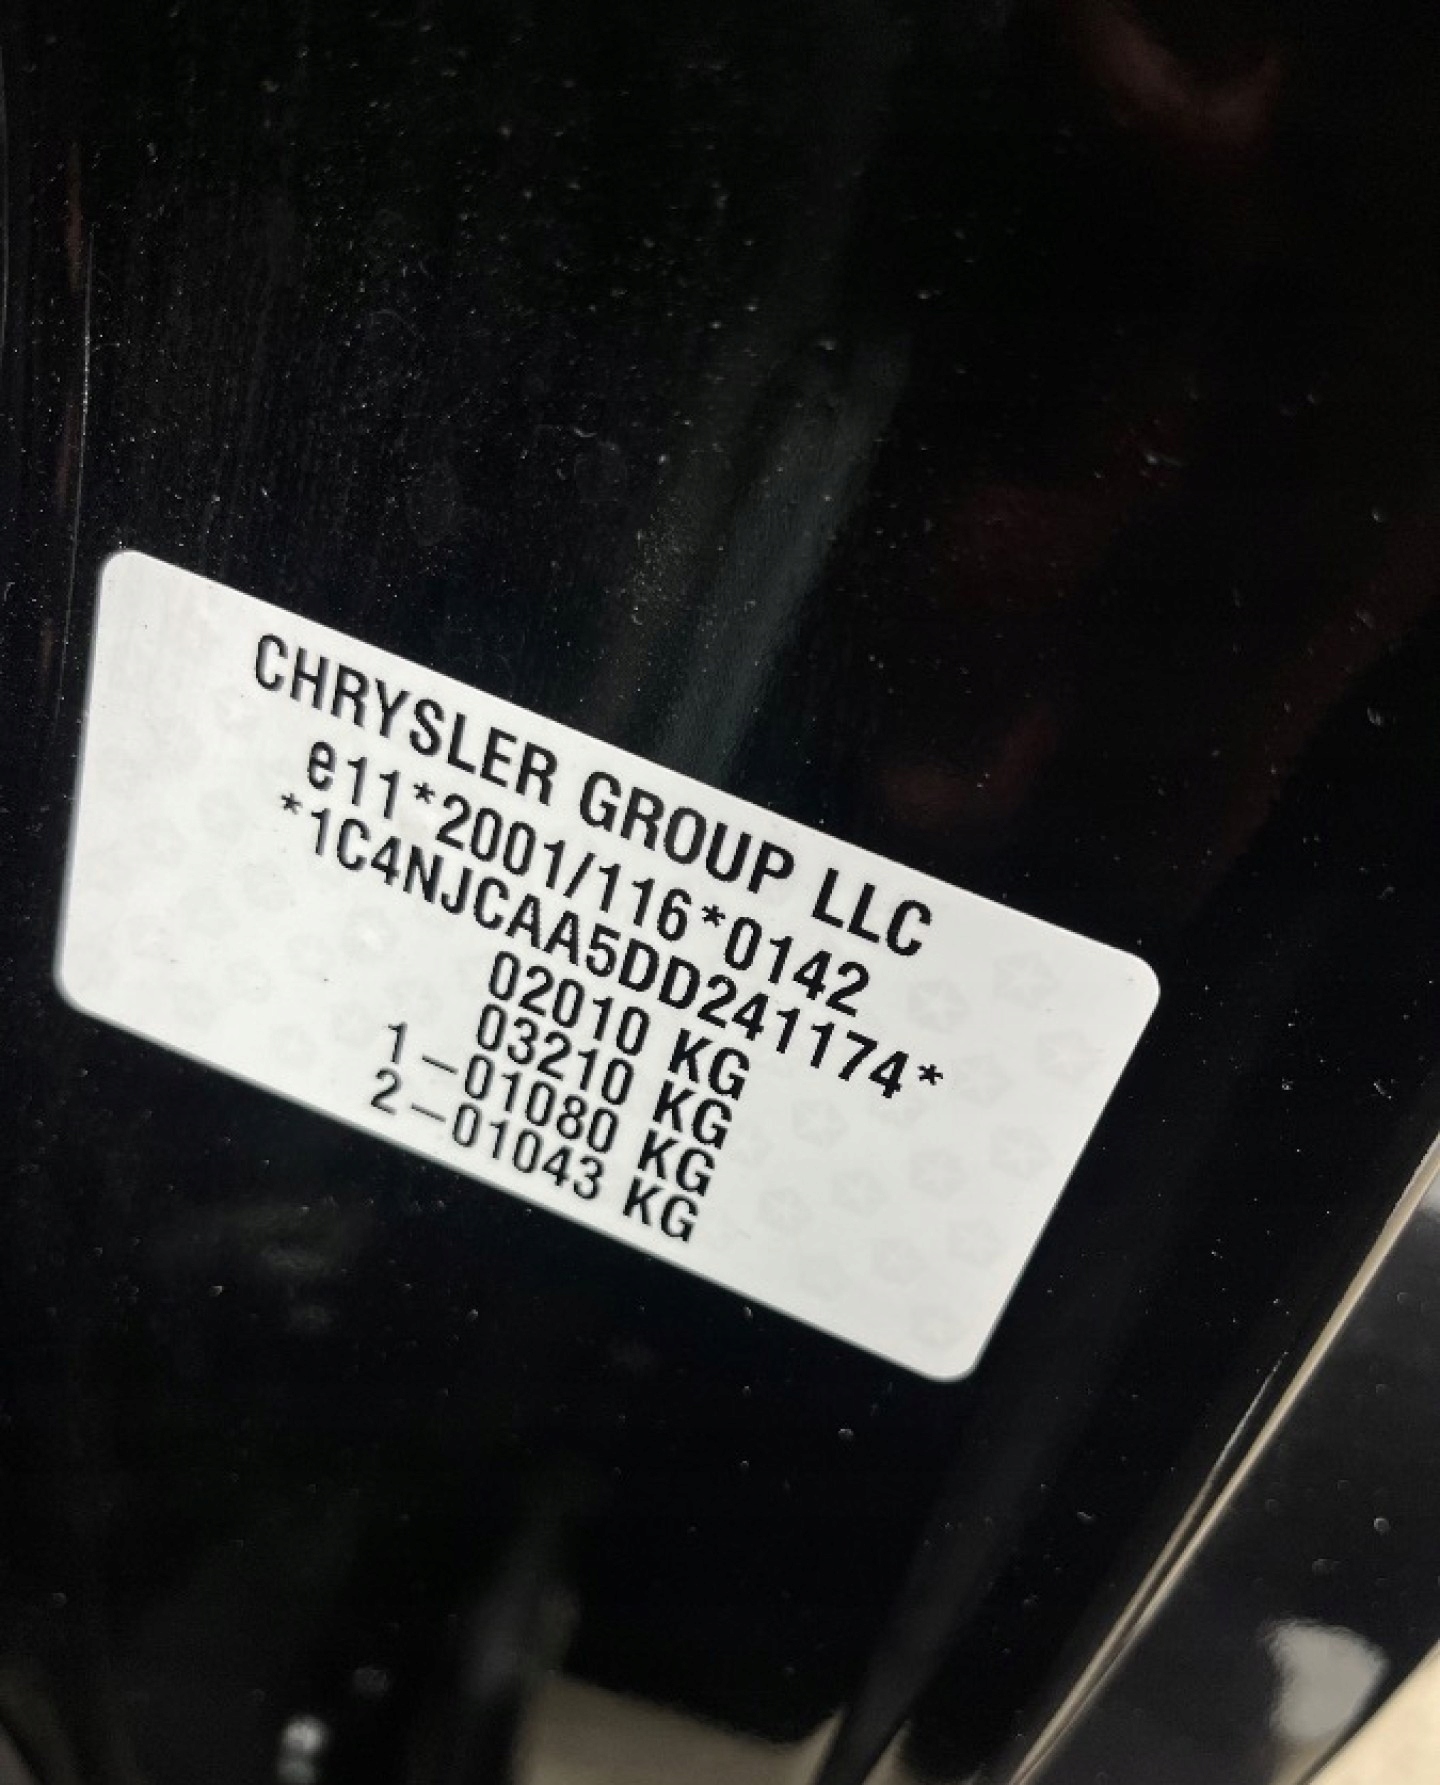 CHRYSLER GROUP LLC
e11*2001/116*0142
*1C4NJCAA5DD241174*
02010 KG
03210 KG
1–01080 KG
2–01043 KG